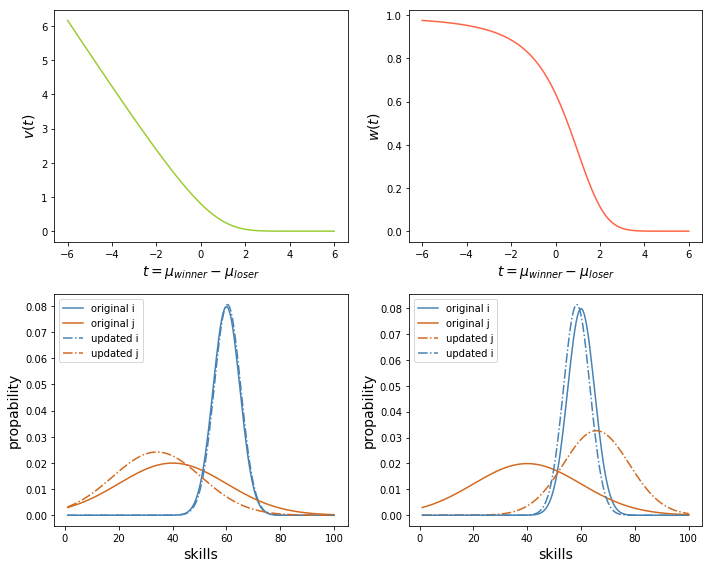 6
5
4
3
2
1
0
v(t)
−6 −4 −2 0 2 4 6
t = μwinner − μloser
1.0
0.8
0.6
0.4
0.2
0.0
w(t)
−6 −4 −2 0 2 4 6
t = μwinner − μloser
0.08
0.07
0.06
0.05
0.04
0.03
0.02
0.01
0.00
propability
original i
original j
updated i
updated j
0 20 40 60 80 100
skills
0.08
0.07
0.06
0.05
0.04
0.03
0.02
0.01
0.00
propability
original i
original j
updated j
updated i
0 20 40 60 80 100
skills